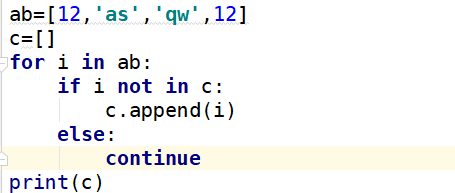 ab=[12,'as','qw',12]
c=[]
for i in ab:
    if i not in c:
        c.append(i)
    else:
        continue
print(c)